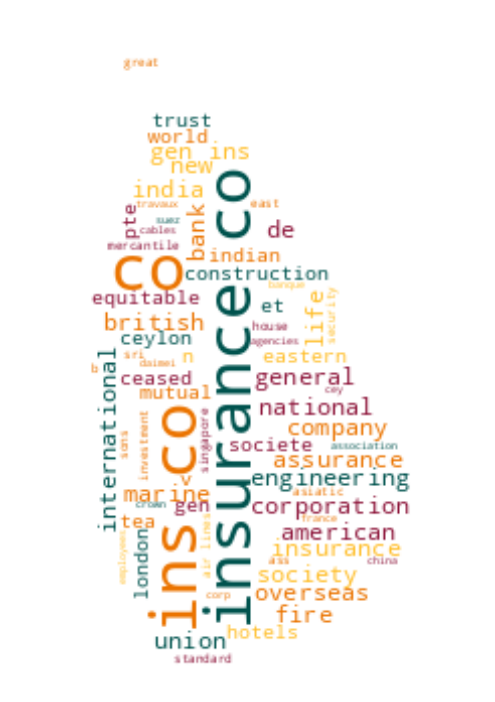 great
trust
world
gen ins
new
india
travaux
east
suez
cables
pte
de
mercantile
bank
indian
co
construction
banque
equitable
et
life
security
british
house
ceylon
agencies
sri
n
eastern
daimei
b
ceased
general
cey
mutual
international
national
company
sons
investment
singapore
societe
association
assurance
v
engineering
marine
asiatic
crown
gen
corporation
tea
france
american
air lines
insurance
employees
london
ass
china
society
corp
overseas
ins co
insurance co
fire
hotels
union
standard